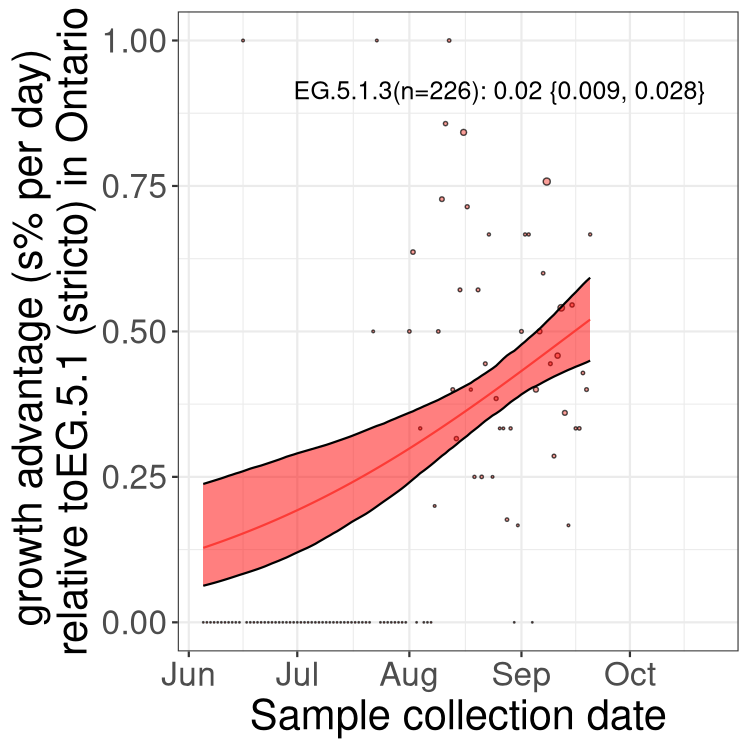 growth advantage (s% per day)
relative toEG.5.1 (stricto) in Ontario
1.00
0.75
0.50
0.25
0.00
EG.5.1.3(n=226): 0.02 {0.009, 0.028}
Jun Jul Aug Sep Oct
Sample collection date